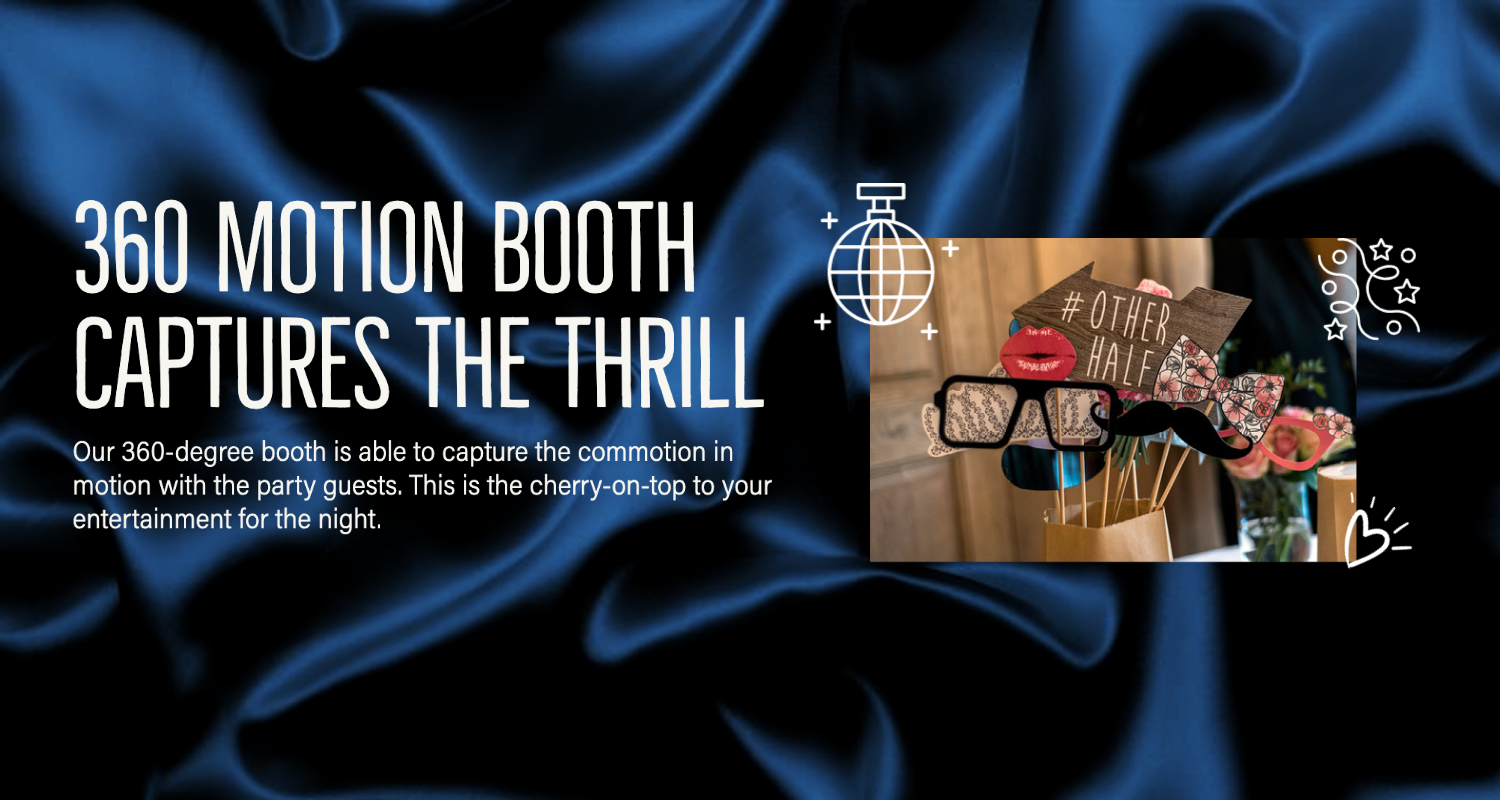 360 MOTION BOOTH
CAPTURES THE THRILL
Our 360-degree booth is able to capture the commotion in
motion with the party guests. This is the cherry-on-top to your
entertainment for the night.
# OTHER
HALF